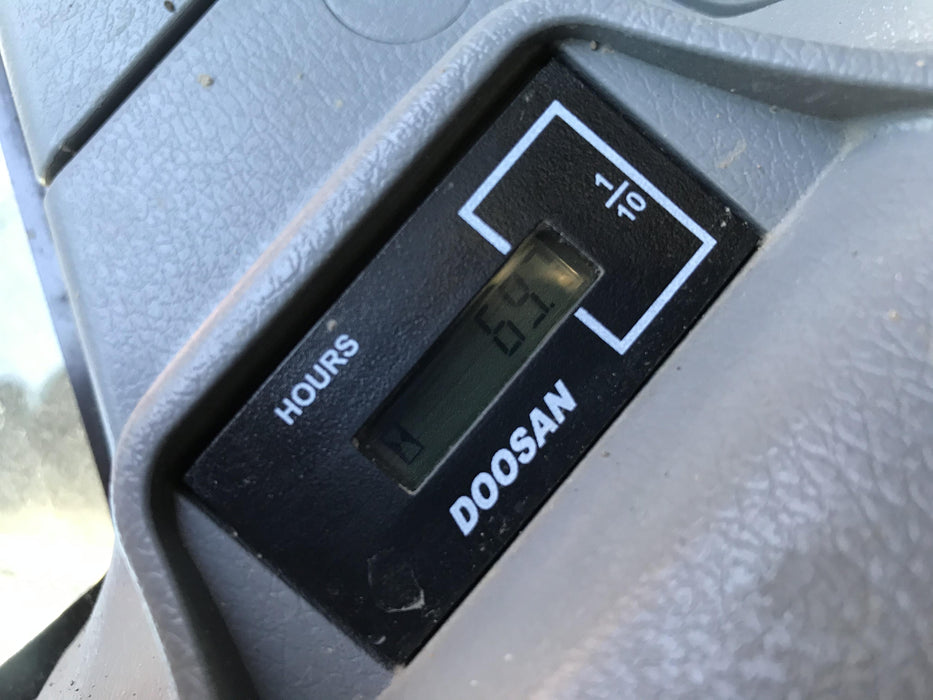 HOURS
1/10
69.
DOOSAN